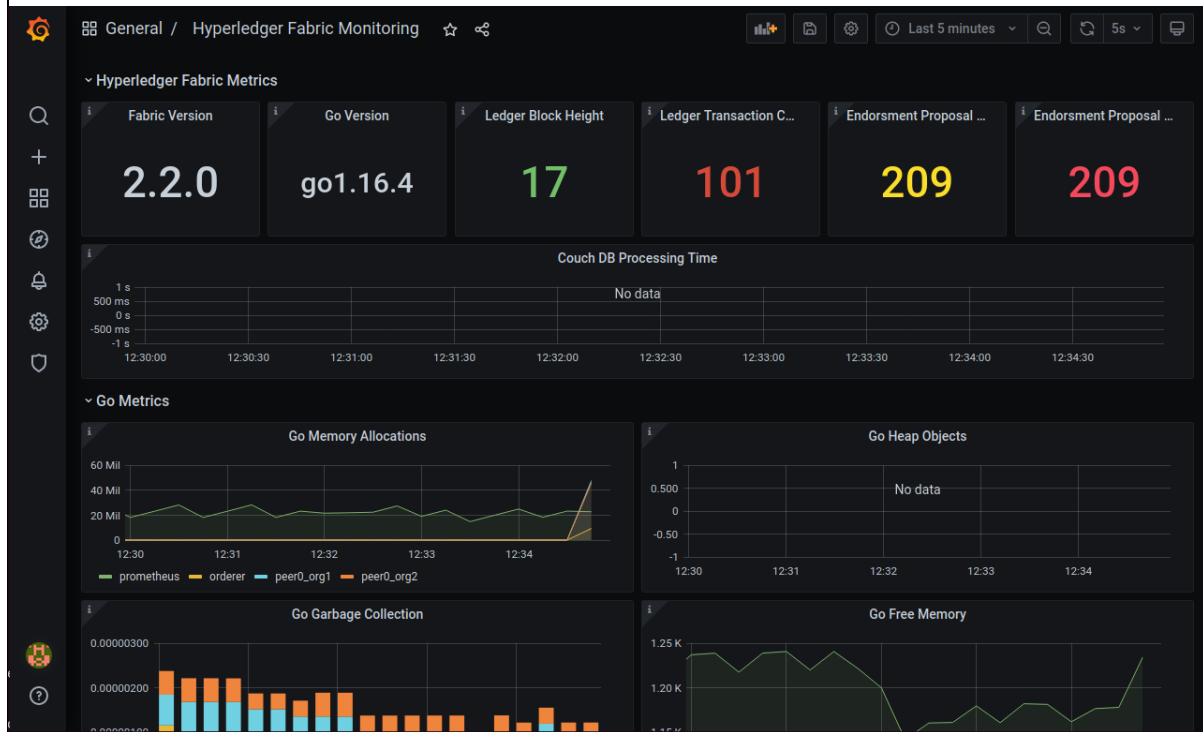 General / Hyperledger Fabric Monitoring
Last 5 minutes
5s
Hyperledger Fabric Metrics
Fabric Version
2.2.0
Go Version
go1.16.4
Ledger Block Height
17
Ledger Transaction C...
101
Endorsment Proposal ...
209
Endorsment Proposal ...
209
Couch DB Processing Time
1 s
500 ms
0 s
-500 ms
-1 s
No data
12:30:00 12:30:30 12:31:00 12:31:30 12:32:00 12:32:30 12:33:00 12:33:30 12:34:00 12:34:30
Go Metrics
Go Memory Allocations
60 Mil
40 Mil
20 Mil
0
12:30 12:31 12:32 12:33 12:34
prometheus orderer peer0_org1 peer0_org2
Go Heap Objects
1
0.500
0
-0.50
-1
No data
12:30 12:31 12:32 12:33 12:34
Go Garbage Collection
0.00000300
0.00000200
0.00000100
Go Free Memory
1.25 K
1.20 K
1.15 K